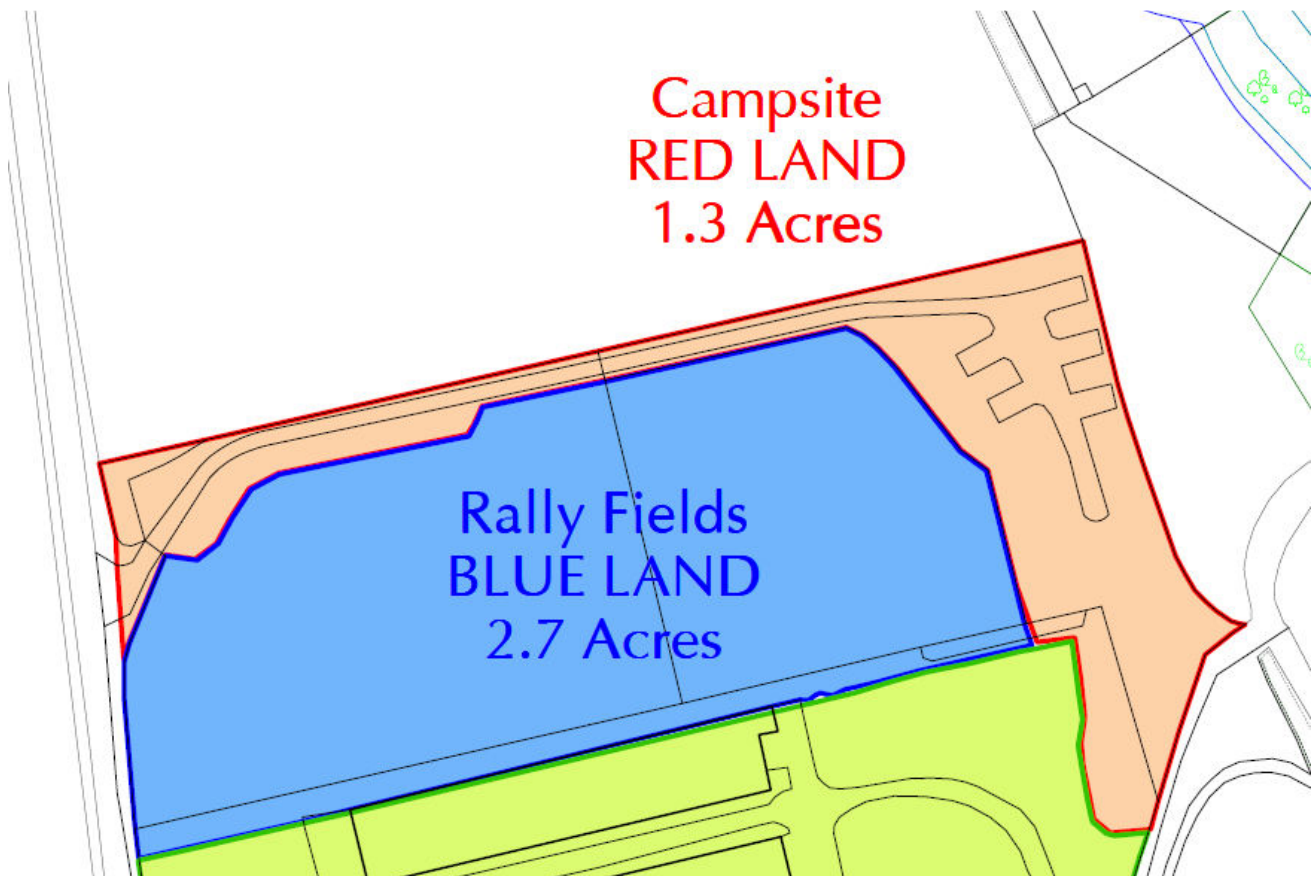 Campsite
RED LAND
1.3 Acres
Rally Fields
BLUE LAND
2.7 Acres